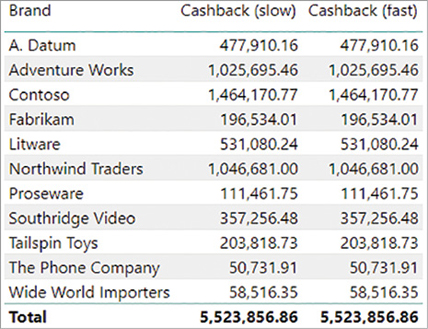 Brand Cashback (slow) Cashback (fast)
A. Datum 477,910.16 477,910.16
Adventure Works 1,025,695.46 1,025,695.46
Contoso 1,464,170.77 1,464,170.77
Fabrikam 196,534.01 196,534.01
Litware 531,080.24 531,080.24
Northwind Traders 1,046,681.00 1,046,681.00
Proseware 111,461.75 111,461.75
Southridge Video 357,256.48 357,256.48
Tailspin Toys 203,818.73 203,818.73
The Phone Company 50,731.91 50,731.91
Wide World Importers 58,516.35 58,516.35
Total 5,523,856.86 5,523,856.86